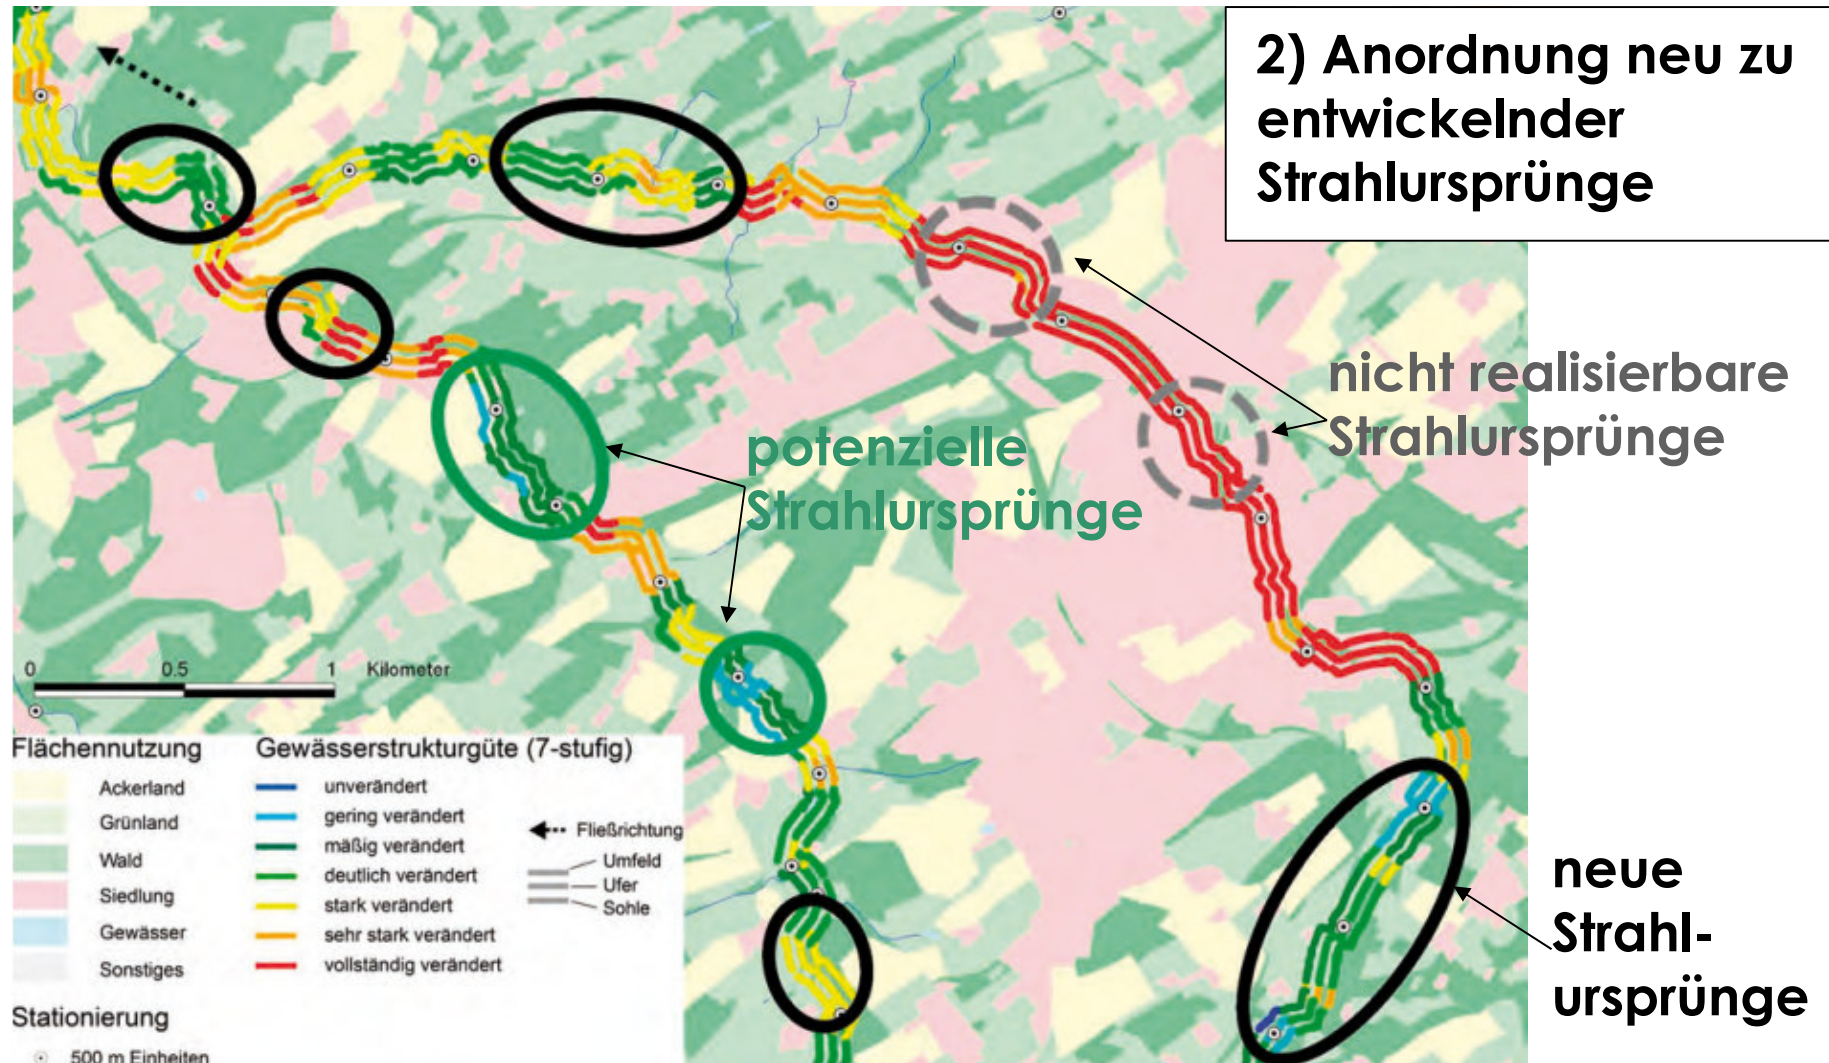 2) Anordnung neu zu
entwickelnder
Strahlursprünge
nicht realisierbare
Strahlursprünge
potenzielle
Strahlursprünge
neue
Strahl-
ursprünge
0 0.5 1 Kilometer
Flächennutzung
Ackerland
Grünland
Wald
Siedlung
Gewässer
Sonstiges
Gewässerstrukturgüte (7-stufig)
unverändert
gering verändert
mäßig verändert
deutlich verändert
stark verändert
sehr stark verändert
vollständig verändert
Fließrichtung
Umfeld
Ufer
Sohle
Stationierung
500 m Einheiten